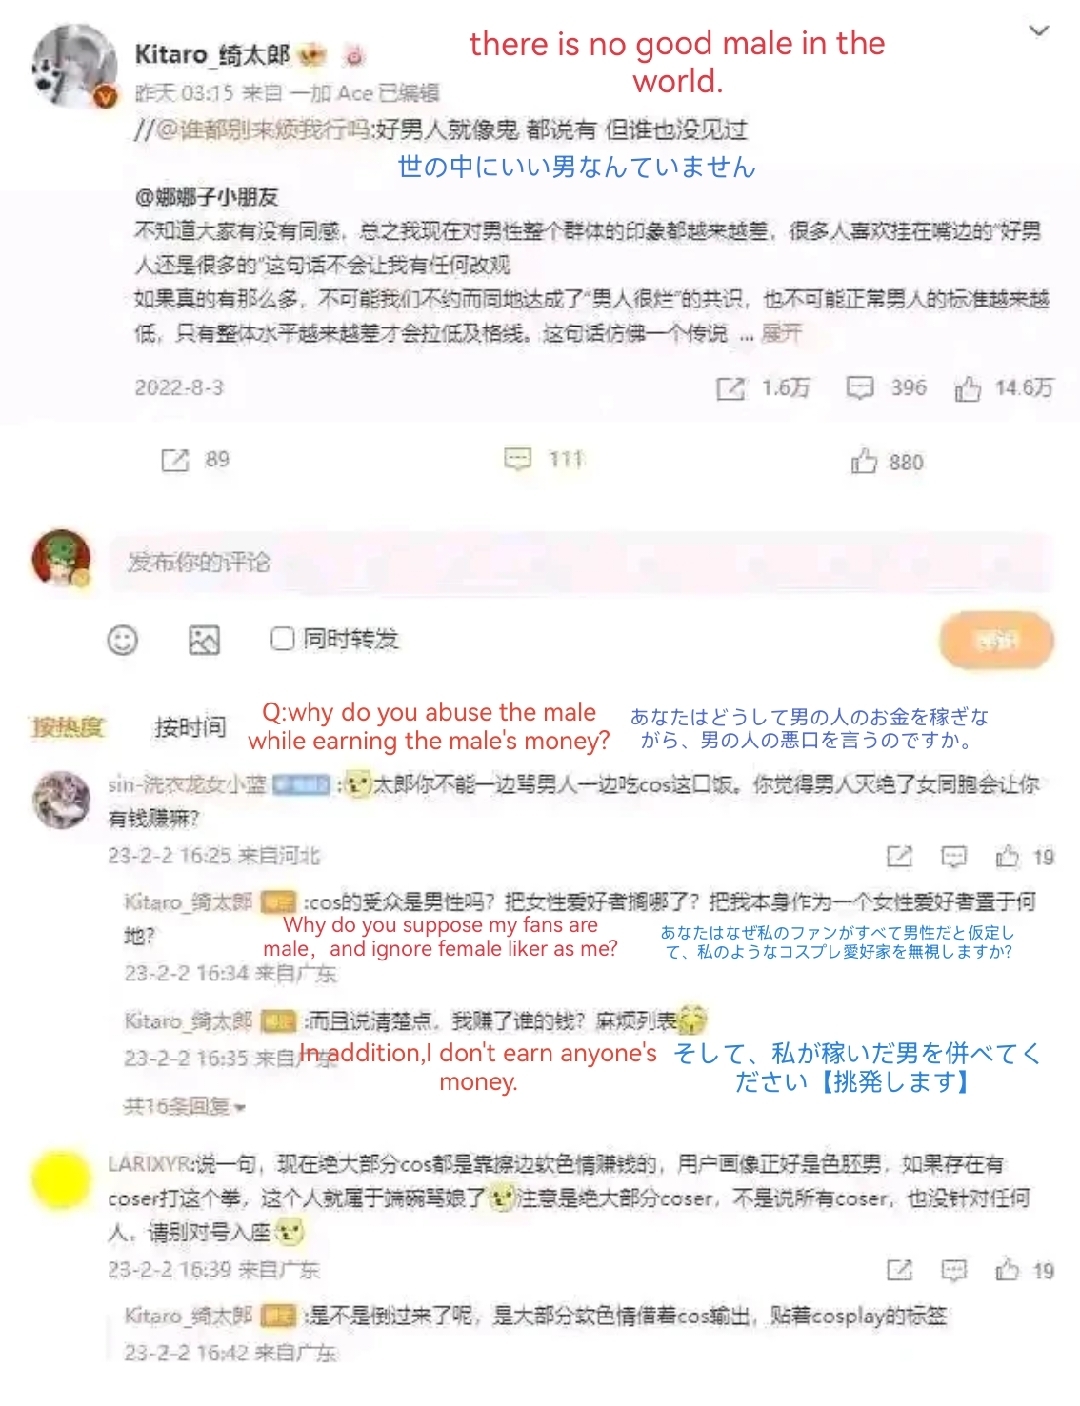 Kitaro_绮太郎
there is no good male in the
world.
昨天 03:15 来自 一加 Ace 已编辑
//@谁都别来烦我行吗:好男人就像鬼 都说有 但谁也没见过
世の中にいい男なんていません
@娜娜子小朋友
不知道大家有没有同感，总之我现在对男性整个群体的印象都越来越差，很多人喜欢挂在嘴边的“好男
人还是很多的”这句话不会让我有任何改观
如果真的有那么多，不可能我们不约而同地达成了“男人很烂”的共识，也不可能正常男人的标准越来越
低，只有整体水平越来越差才会拉低及格线。这句话仿佛一个传说 ... 展开
2022-8-3 1.6万 396 14.6万
89 111 880
发布你的评论
同时转发
按热度 按时间
Q:why do you abuse the male
while earning the male's money?
あなたはどうして男の人のお金を稼ぎな
がら、男の人の悪口を言うのですか。
sin-洗衣龙女小蓝 :太郎你不能一边骂男人一边吃cos这口饭。你觉得男人灭绝了女同胞会让你
有钱赚嘛?
23-2-2 16:25 来自河北 19
Kitaro_绮太郎 :cos的受众是男性吗？把女性爱好者搁哪了？把我本身作为一个女性爱好者置于何
地?
Why do you suppose my fans are
male, and ignore female liker as me?
あなたはなぜ私のファンがすべて男性だと仮定し
て、私のようなコスプレ愛好家を無視しますか?
23-2-2 16:34 来自广东
Kitaro_绮太郎 :而且说清楚点，我赚了谁的钱？麻烦列表
23-2-2 16:35 来自广东
In addition,I don't earn anyone's
money.
そして、私が稼いだ男を併べてく
ださい【挑発します】
共16条回复
LARIXYR:说一句，现在绝大部分cos都是靠擦边软色情赚钱的，用户画像正好是色胚男，如果存在有
coser打这个拳，这个人就属于端碗骂娘了 注意是绝大部分coser，不是说所有coser，也没针对任何
人，请别对号入座
23-2-2 16:39 来自广东 19
Kitaro_绮太郎 :是不是倒过来了呢，是大部分软色情借着cos输出，贴着cosplay的标签
23-2-2 16:42 来自广东